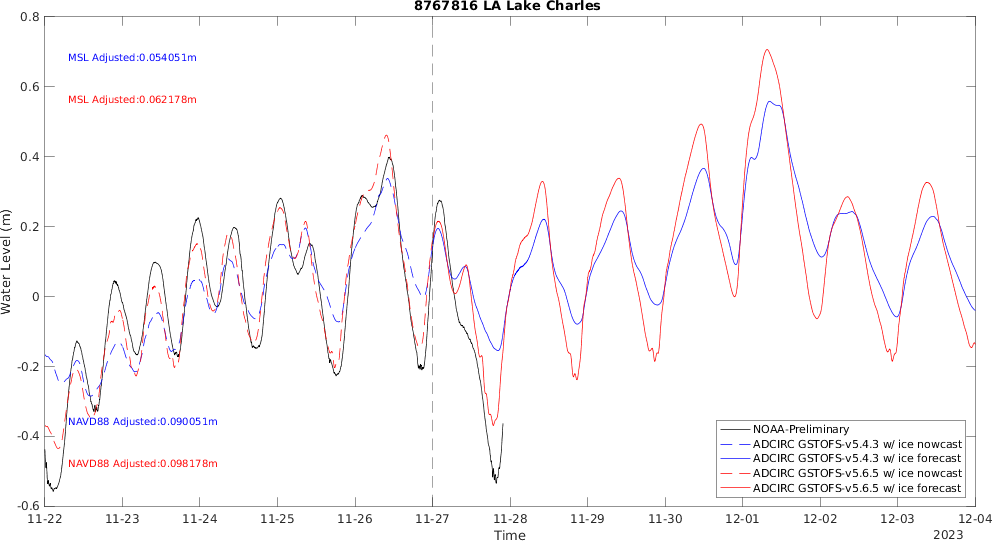 8767816 LA Lake Charles
0.8
0.6
0.4
0.2
0
-0.2
-0.4
-0.6
Water Level (m)
MSL Adjusted:0.054051m
MSL Adjusted:0.062178m
NAVD88 Adjusted:0.090051m
NAVD88 Adjusted:0.098178m
NOAA-Preliminary
ADCIRC GSTOFS-v5.4.3 w/ ice nowcast
ADCIRC GSTOFS-v5.4.3 w/ ice forecast
ADCIRC GSTOFS-v5.6.5 w/ ice nowcast
ADCIRC GSTOFS-v5.6.5 w/ ice forecast
11-22 11-23 11-24 11-25 11-26 11-27 11-28 11-29 11-30 12-01 12-02 12-03 12-04
Time
2023